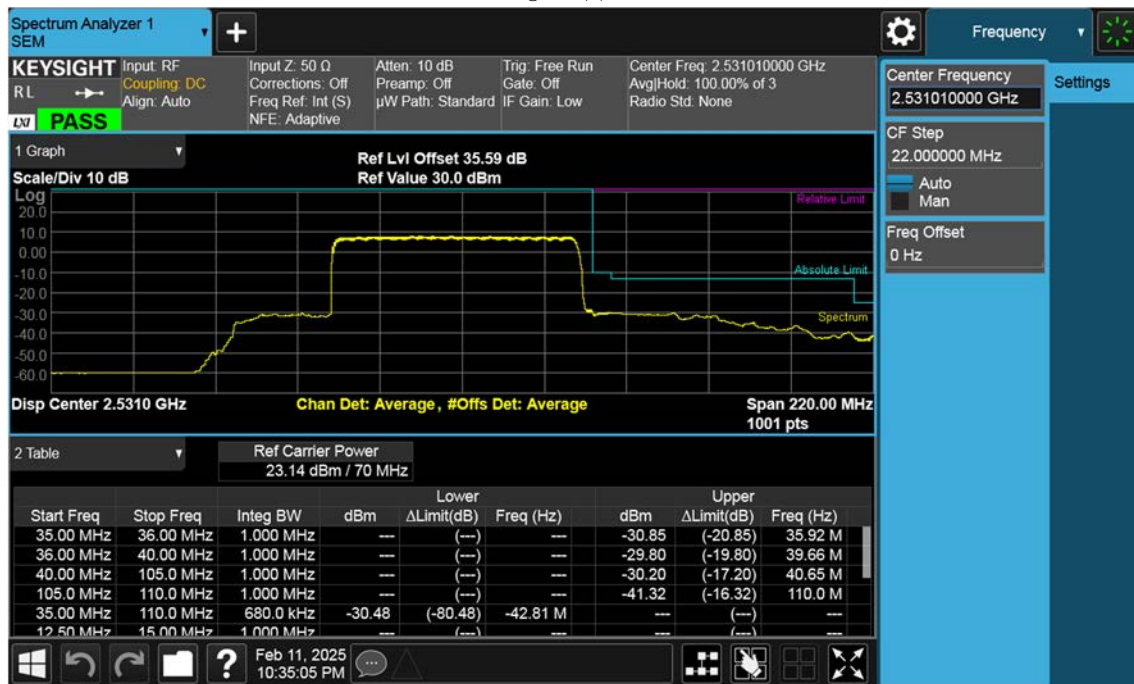 Spectrum Analyzer 1
SEM
Frequency
KEYSIGHT
RL
LXI
PASS
Input: RF
Coupling: DC
Align: Auto
Input Z: 50 Ω
Corrections: Off
Freq Ref: Int (S)
NFE: Adaptive
Atten: 10 dB
Preamp: Off
µW Path: Standard
Trig: Free Run
Gate: Off
IF Gain: Low
Center Freq: 2.531010000 GHz
Avg|Hold: 100.00% of 3
Radio Std: None
Center Frequency
2.531010000 GHz
Settings
CF Step
22.000000 MHz
Auto
Man
Freq Offset
0 Hz
1 Graph
Scale/Div 10 dB
Ref Lvl Offset 35.59 dB
Ref Value 30.0 dBm
Log
20.0
10.0
0.00
-10.0
-20.0
-30.0
-40.0
-50.0
-60.0
Relative Limit
Absolute Limit
Spectrum
Disp Center 2.5310 GHz
Chan Det: Average, #Offs Det: Average
Span 220.00 MHz
1001 pts
2 Table
Ref Carrier Power
23.14 dBm / 70 MHz
Lower Upper
Start Freq Stop Freq Integ BW dBm ΔLimit(dB) Freq (Hz) dBm ΔLimit(dB) Freq (Hz)
35.00 MHz 36.00 MHz 1.000 MHz --- (---) --- -30.85 (-20.85) 35.92 M
36.00 MHz 40.00 MHz 1.000 MHz --- (---) --- -29.80 (-19.80) 39.66 M
40.00 MHz 105.0 MHz 1.000 MHz --- (---) --- -30.20 (-17.20) 40.65 M
105.0 MHz 110.0 MHz 1.000 MHz --- (---) --- -41.32 (-16.32) 110.0 M
35.00 MHz 110.0 MHz 680.0 kHz -30.48 (-80.48) -42.81 M --- (---) ---
12.50 MHz 15.00 MHz 1.000 MHz --- (---) --- --- (---) ---
Feb 11, 2025
10:35:05 PM